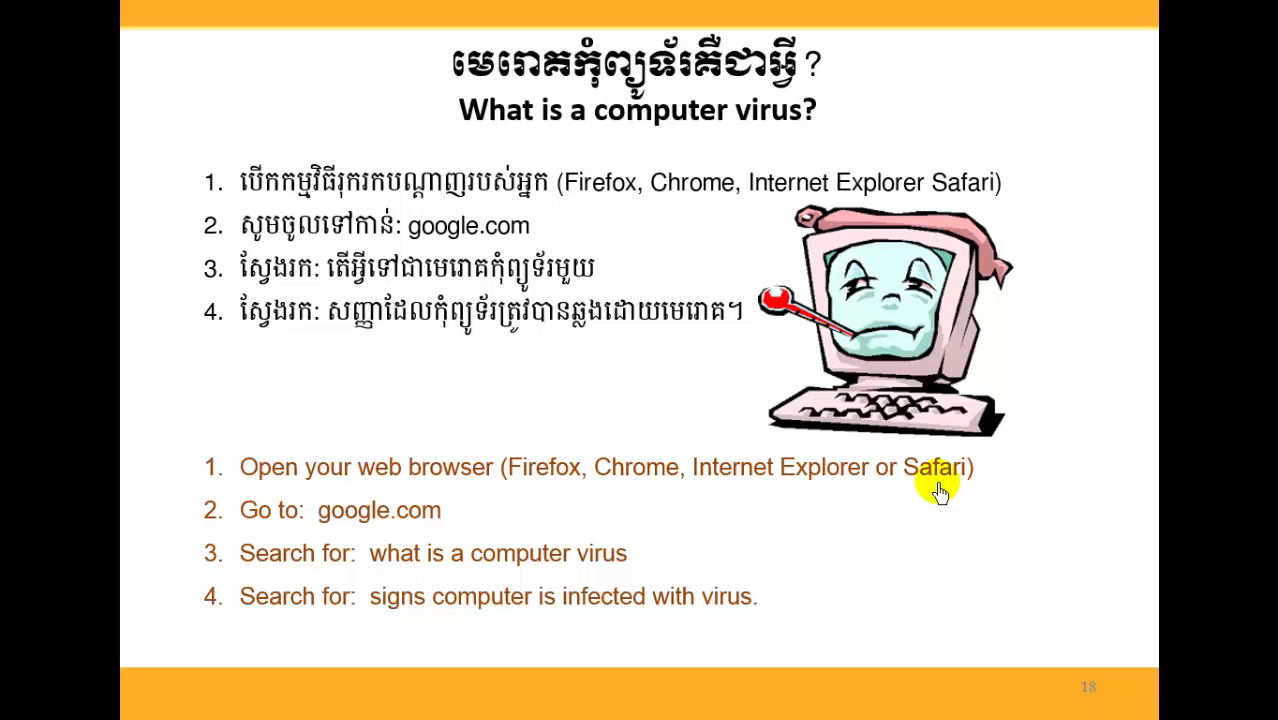 មេរោគកុំព្យូទ័រគឺជាអ្វី?
What is a computer virus?
1. បើកកម្មវិធីរុករកបណ្តាញរបស់អ្នក (Firefox, Chrome, Internet Explorer Safari)
2. សូមចូលទៅកាន់: google.com
3. ស្វែងរក: តើអ្វីទៅជាមេរោគកុំព្យូទ័រមួយ
4. ស្វែងរក: សញ្ញាដែលកុំព្យូទ័រត្រូវបានឆ្លងដោយមេរោគ។
1. Open your web browser (Firefox, Chrome, Internet Explorer or Safari)
2. Go to: google.com
3. Search for: what is a computer virus
4. Search for: signs computer is infected with virus.
18